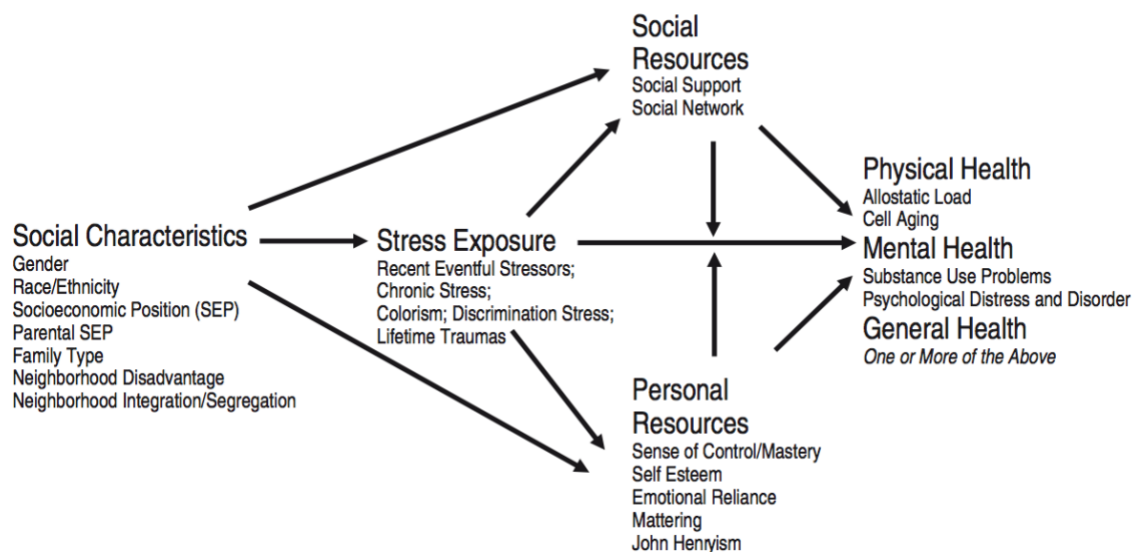 Social
Resources
Social Support
Social Network
Physical Health
Allostatic Load
Cell Aging
Mental Health
Substance Use Problems
Psychological Distress and Disorder
General Health
One or More of the Above
Social Characteristics
Gender
Race/Ethnicity
Socioeconomic Position (SEP)
Parental SEP
Family Type
Neighborhood Disadvantage
Neighborhood Integration/Segregation
Stress Exposure
Recent Eventful Stressors;
Chronic Stress;
Colorism; Discrimination Stress;
Lifetime Traumas
Personal
Resources
Sense of Control/Mastery
Self Esteem
Emotional Reliance
Mattering
John Henryism